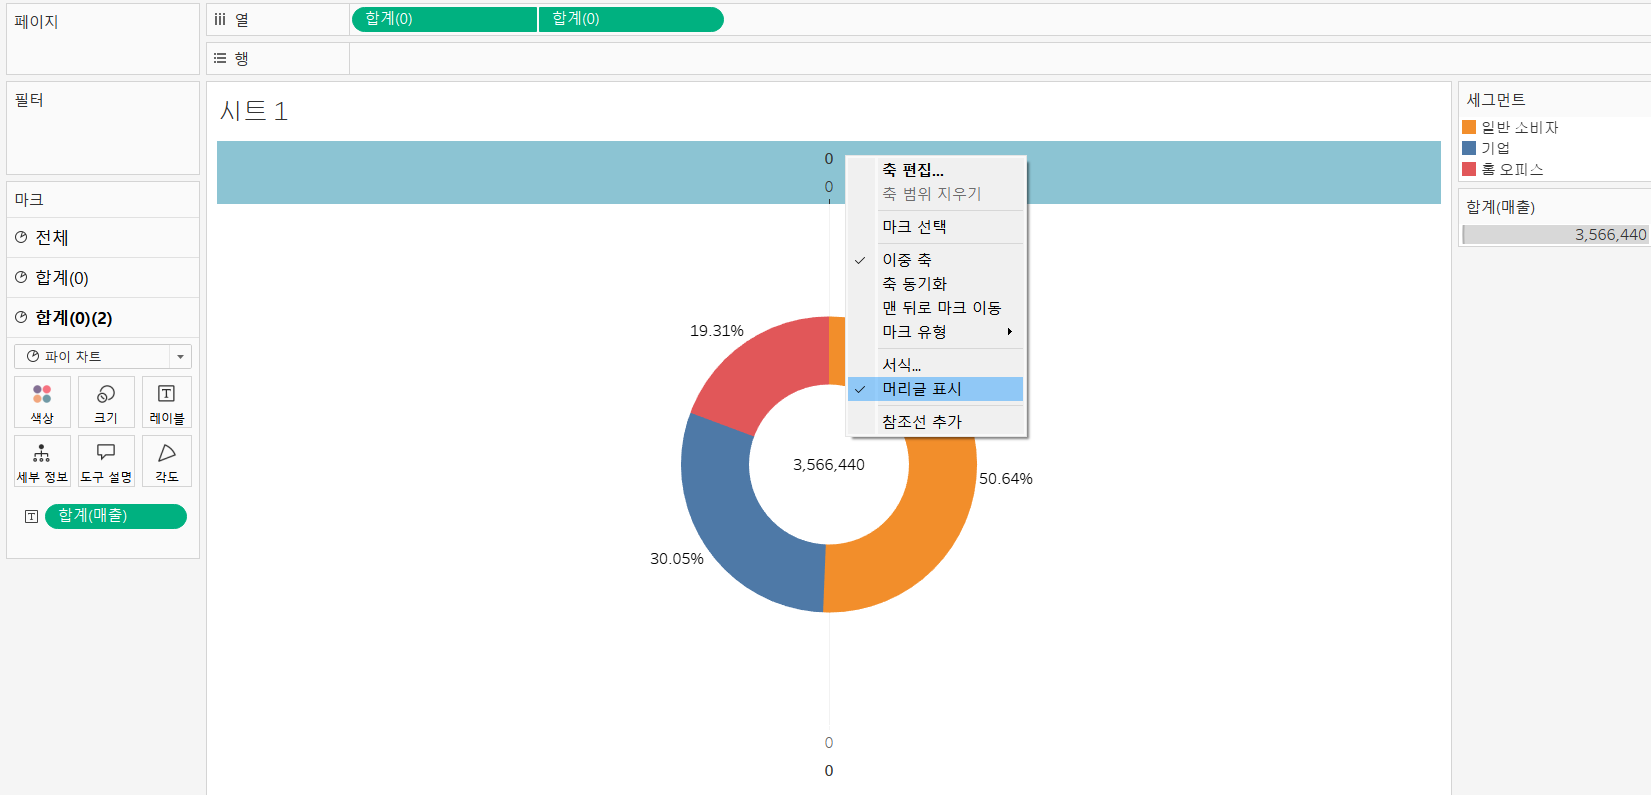 페이지
열
합계(0)
합계(0)
행
필터
마크
전체
합계(0)
합계(0)(2)
파이 차트
색상
크기
레이블
세부 정보
도구 설명
각도
합계(매출)
시트 1
0
0
축 편집...
축 범위 지우기
마크 선택
이중 축
축 동기화
맨 뒤로 마크 이동
마크 유형
서식...
머리글 표시
참조선 추가
19.31%
3,566,440
50.64%
30.05%
0
0
세그먼트
일반 소비자
기업
홈 오피스
합계(매출)
3,566,440